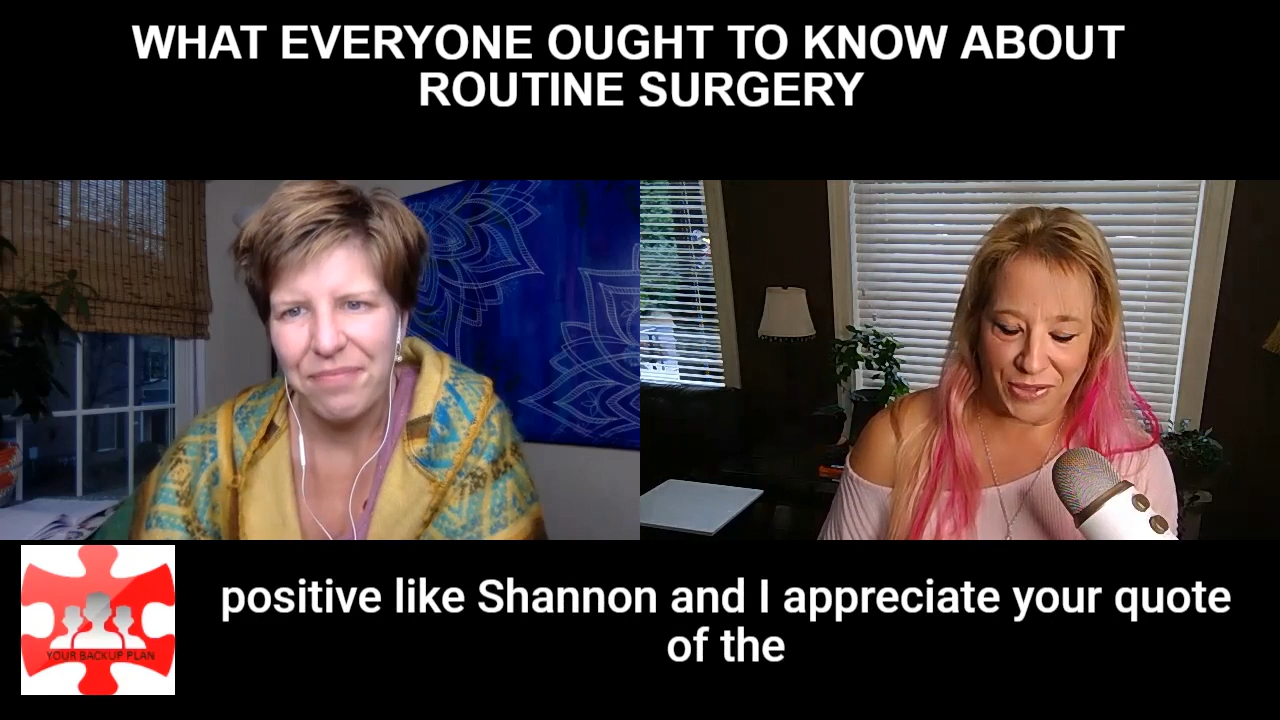 WHAT EVERYONE OUGHT TO KNOW ABOUT
ROUTINE SURGERY
YOUR BACKUP PLAN
positive like Shannon and I appreciate your quote
of the